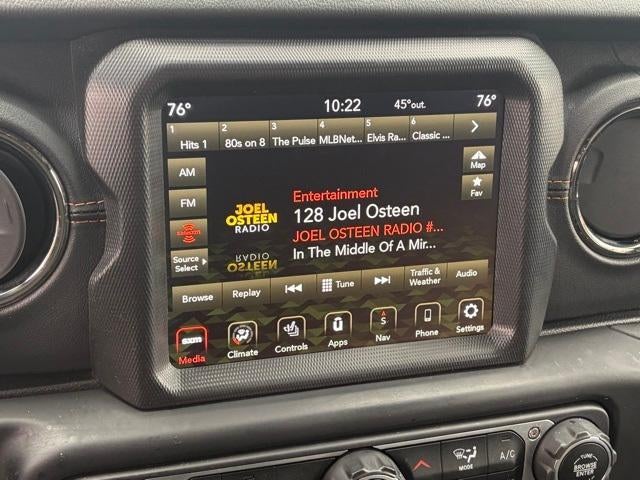 76° 10:22 45°out. 76°
1 2 3 4 5 6
Hits 1 80s on 8 The Pulse MLBNet... Elvis Ra... Classic ...
AM
FM
SiriusXM
Source
Select
Map
Fav
JOEL
OSTEEN
RADIO
Entertainment
128 Joel Osteen
JOEL OSTEEN RADIO #...
In The Middle Of A Mir...
Browse Replay Tune Traffic &
Weather Audio
SXM S
Media Climate Controls Apps Nav Phone Settings
MODE A/C
TUNE
BROWSE
ENTER